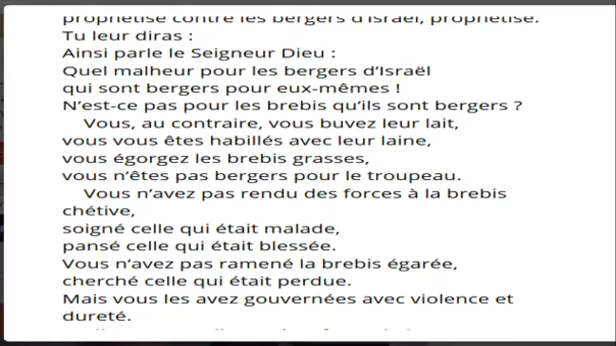 prophétise contre les bergers d'Israël, prophétise.
Tu leur diras :
Ainsi parle le Seigneur Dieu :
Quel malheur pour les bergers d'Israël
qui sont bergers pour eux-mêmes !
N'est-ce pas pour les brebis qu'ils sont bergers ?
Vous, au contraire, vous buvez leur lait,
vous vous êtes habillés avec leur laine,
vous égorgez les brebis grasses,
vous n'êtes pas bergers pour le troupeau.
Vous n'avez pas rendu des forces à la brebis
chétive,
soigné celle qui était malade,
pansé celle qui était blessée.
Vous n'avez pas ramené la brebis égarée,
cherché celle qui était perdue.
Mais vous les avez gouvernées avec violence et
dureté.